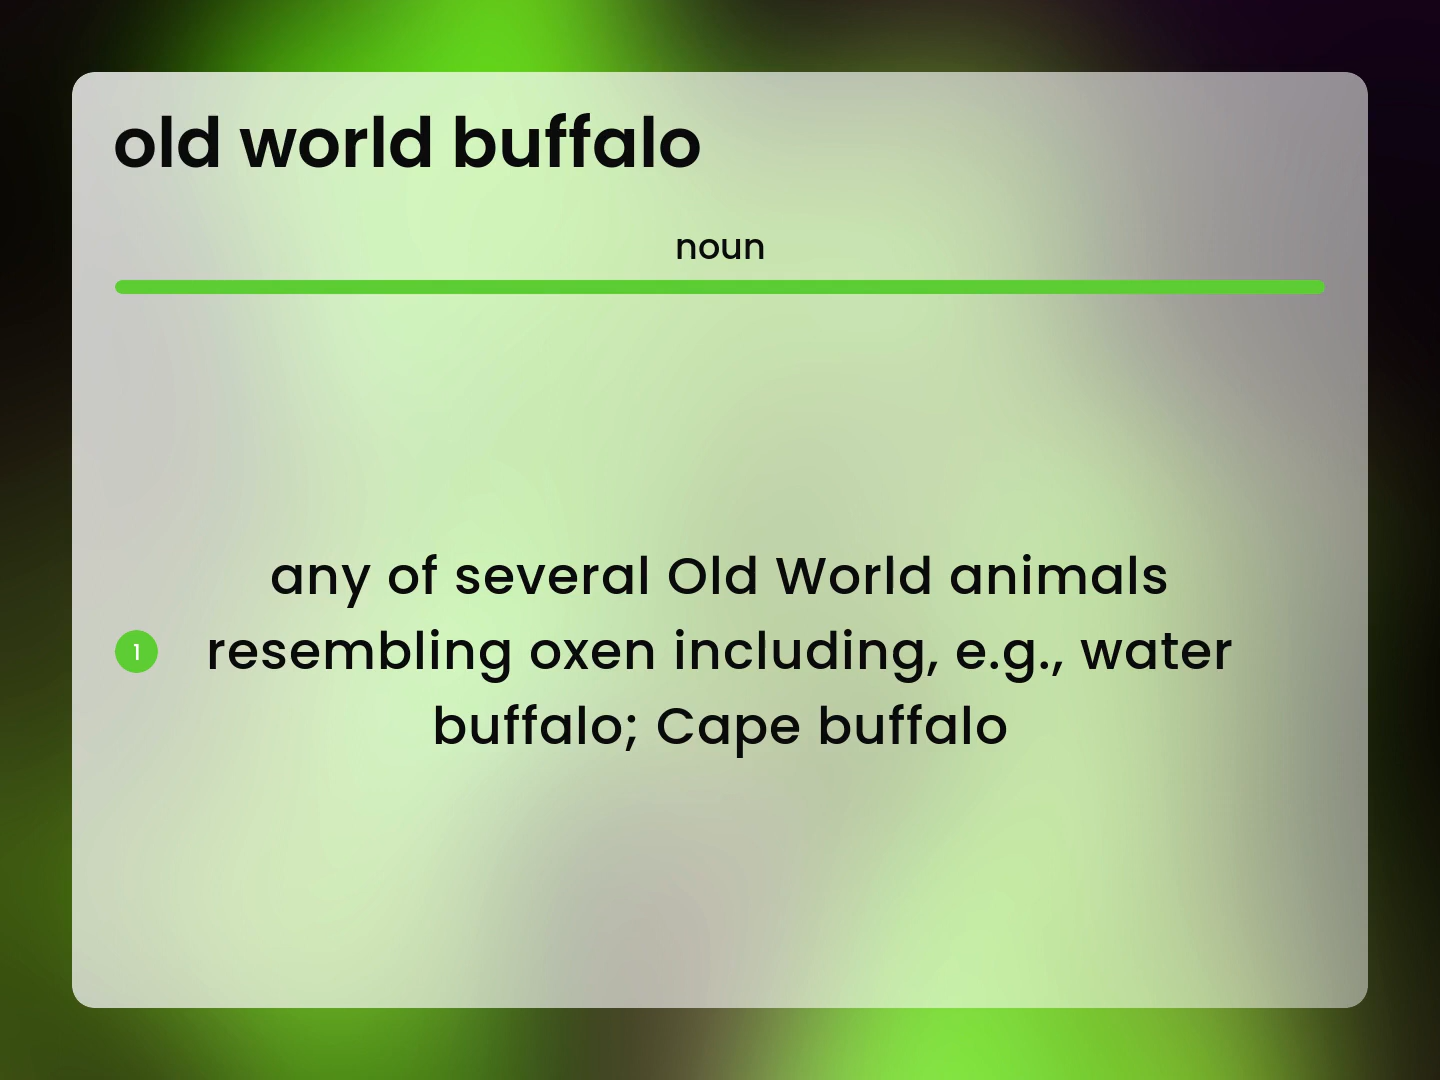 old world buffalo
noun
any of several Old World animals
1 resembling oxen including, e.g., water
buffalo; Cape buffalo